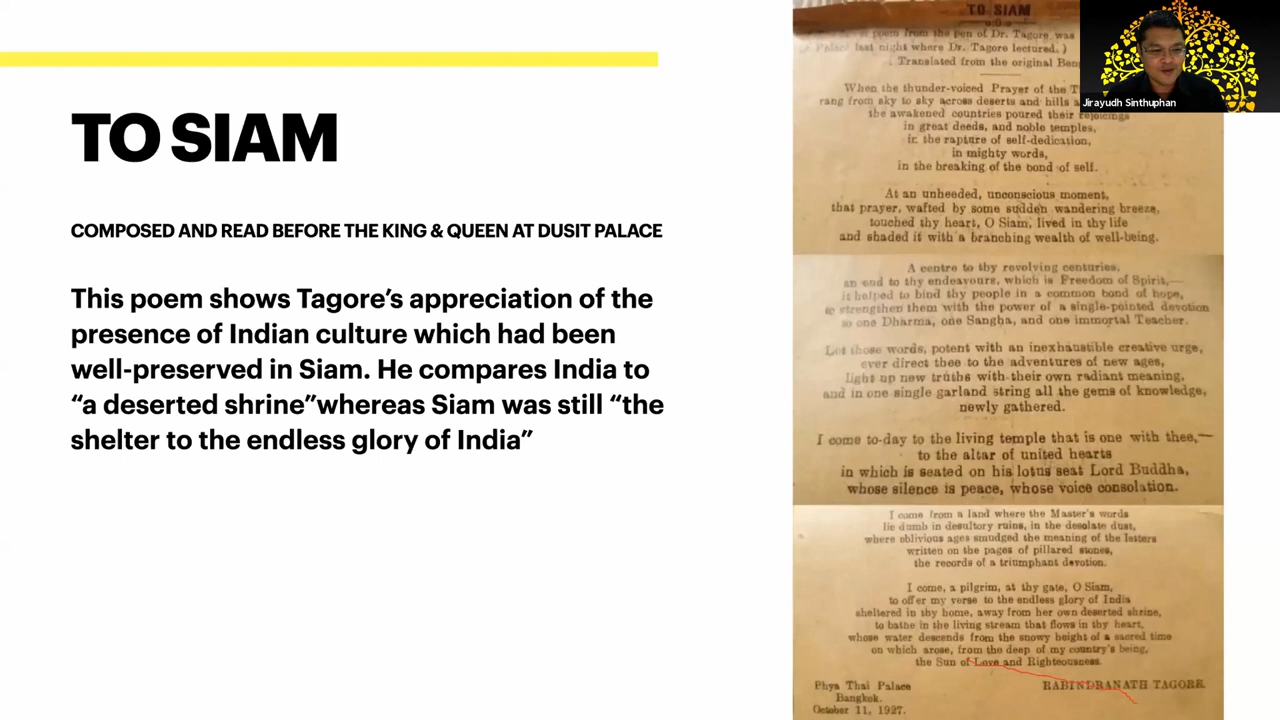 TO SIAM
COMPOSED AND READ BEFORE THE KING & QUEEN AT DUSIT PALACE
This poem shows Tagore's appreciation of the
presence of Indian culture which had been
well-preserved in Siam. He compares India to
“a deserted shrine”whereas Siam was still “the
shelter to the endless glory of India”
TO SIAM
poem from the pen of Dr. Tagore was
Palace last night where Dr. Tagore lectured. )
Translated from the original
When the thunder-voiced Prayer of the
rang from sky to sky across deserts and hills
the awakened countries poured their rejoicings
in great deeds, and noble temples,
in the rapture of self-dedication,
in mighty words,
in the breaking of the bond of self.
At an unheeded, unconscious moment,
that prayer, wafted by some sudden wandering breeze,
touched thy heart, O Siam, lived in thy life
and shaded it with a branching wealth of well-being.
A centre to thy revolving centuries,
an end to thy endeavours, which is Freedom of Spirit,—
it helped to bind thy people in a common bond of hope,
to strengthen them with the power of a single-pointed devotion
to one Dharma, one Sangha, and one immortal Teacher.
Let those words, potent with an inexhaustible creative urge,
ever direct thee to the adventures of new ages,
light up new truths with their own radiant meaning,
and in one single garland string all the gems of knowledge,
newly gathered.
I come to-day to the living temple that is one with thee,—
to the altar of united hearts
in which is seated on his lotus seat Lord Buddha,
whose silence is peace, whose voice consolation.
I come from a land where the Master's words
lie dumb in desultory ruins, in the desolate dust,
where oblivious ages smudged the meaning of the letters
written on the pages of pillared stones,
the records of a triumphant devotion.
I come, a pilgrim, at thy gate, O Siam,
to offer my verse to the endless glory of India
sheltered in thy home, away from her own deserted shrine,
to bathe in the living stream that flows in thy heart,
whose water descends from the snowy height of a sacred time
on which arose, from the deep of my country's being,
the Sun of Love and Righteousness.
Phya Thai Palace
Bangkok.
October 11, 1927.
RABINDRANATH TAGORE.
Jirayudh Sinthuphan